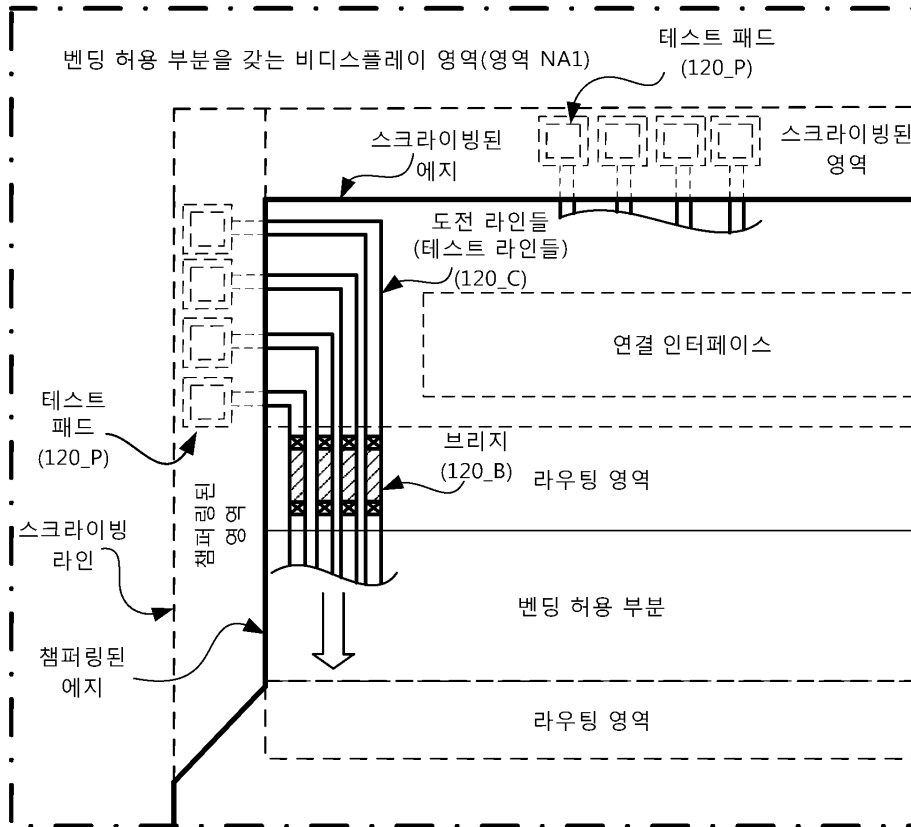 벤딩 허용 부분을 갖는 비디스플레이 영역(영역 NA1)
테스트 패드
(120_P)
스크라이빙된
에지
스크라이빙된
영역
도전 라인들
(테스트 라인들)
(120_C)
연결 인터페이스
테스트
패드
(120_P)
브리지
(120_B)
라우팅 영역
챔퍼링된
영역
스크라이빙
라인
벤딩 허용 부분
챔퍼링된
에지
라우팅 영역